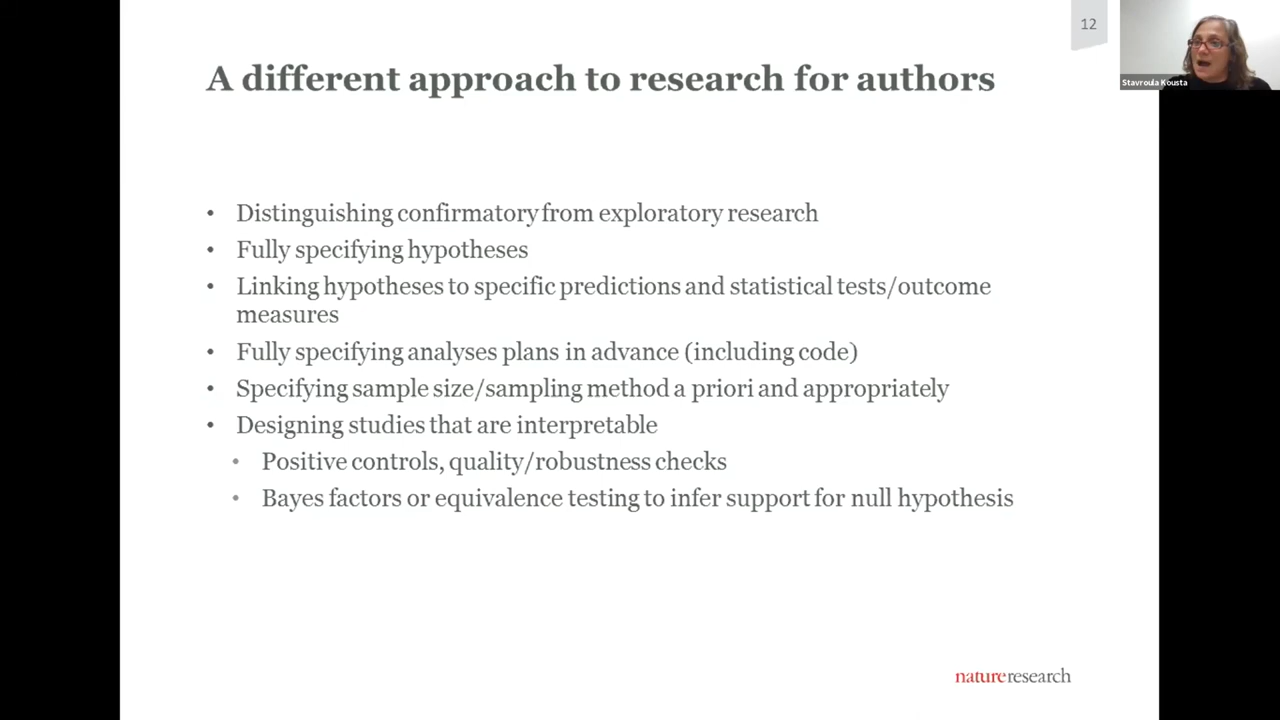 12
Stavroula Kousta
A different approach to research for authors
• Distinguishing confirmatory from exploratory research
• Fully specifying hypotheses
• Linking hypotheses to specific predictions and statistical tests/outcome
measures
• Fully specifying analyses plans in advance (including code)
• Specifying sample size/sampling method a priori and appropriately
• Designing studies that are interpretable
• Positive controls, quality/robustness checks
• Bayes factors or equivalence testing to infer support for null hypothesis
natureresearch